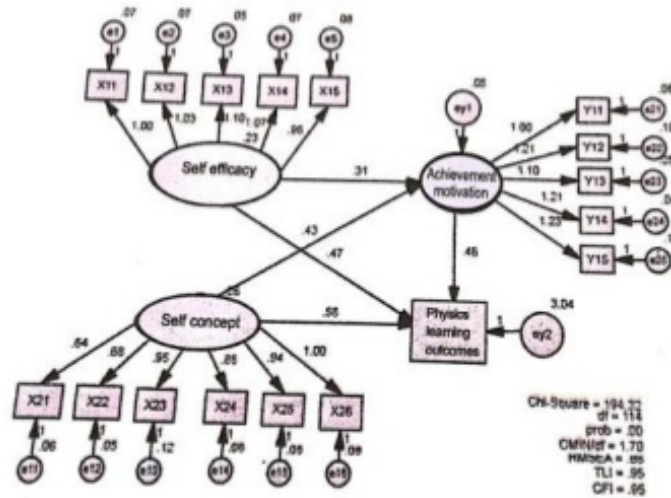 .07 .07 .05 .07 .08
e1 e2 e3 e4 e5
1 1 1 1 1
X11 X12 X13 X14 X15
1.00 1.03 1.10 1.07 .96
.23
Self efficacy
.31
.05
ey1
1
Achievement
motivation
1.00 Y11 1 e21
1.21 Y12 1 e22
1.10 Y13 1 e23
1.21 Y14 1 e24
1.23 Y15 1 e25
.43
.47
.46
Self concept
.56
Physics
learning
outcomes
1
3.04
ey2
.64 .68 .95 .86 .94 1.00
X21 X22 X23 X24 X25 X26
1 1 1 1 1 1
.06 .05 .12 .06 .05 .09
e11 e12 e13 e14 e15 e16
Chi-Square = 194.22
df = 114
prob = .00
CMIN/df = 1.70
RMSEA =
TLI = .95
CFI = .95